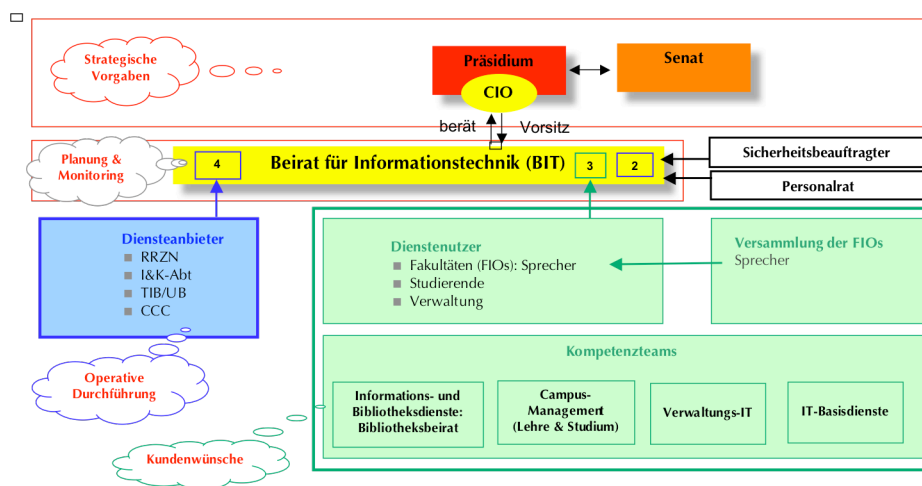 Strategische
Vorgaben
Präsidium
Senat
CIO
berät
Vorsitz
Planung &
Monitoring
4
Beirat für Informationstechnik (BIT)
3
2
Sicherheitsbeauftragter
Personalrat
Diensteanbieter
RRZN
I&K-Abt
TIB/UB
CCC
Dienstenutzer
Fakultäten (FIOs): Sprecher
Studierende
Verwaltung
Versammlung der FIOs
Sprecher
Operative
Durchführung
Kompetenzteams
Informations- und
Bibliotheksdienste:
Bibliotheksbeirat
Campus-
Management
(Lehre & Studium)
Verwaltungs-IT
IT-Basisdienste
Kundenwünsche